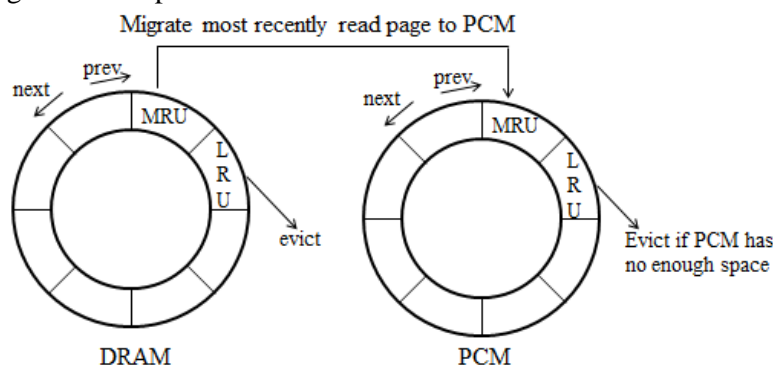 Migrate most recently read page to PCM
prev
next
MRU
L
R
U
evict
DRAM
prev
next
MRU
L
R
U
Evict if PCM has
no enough space
PCM